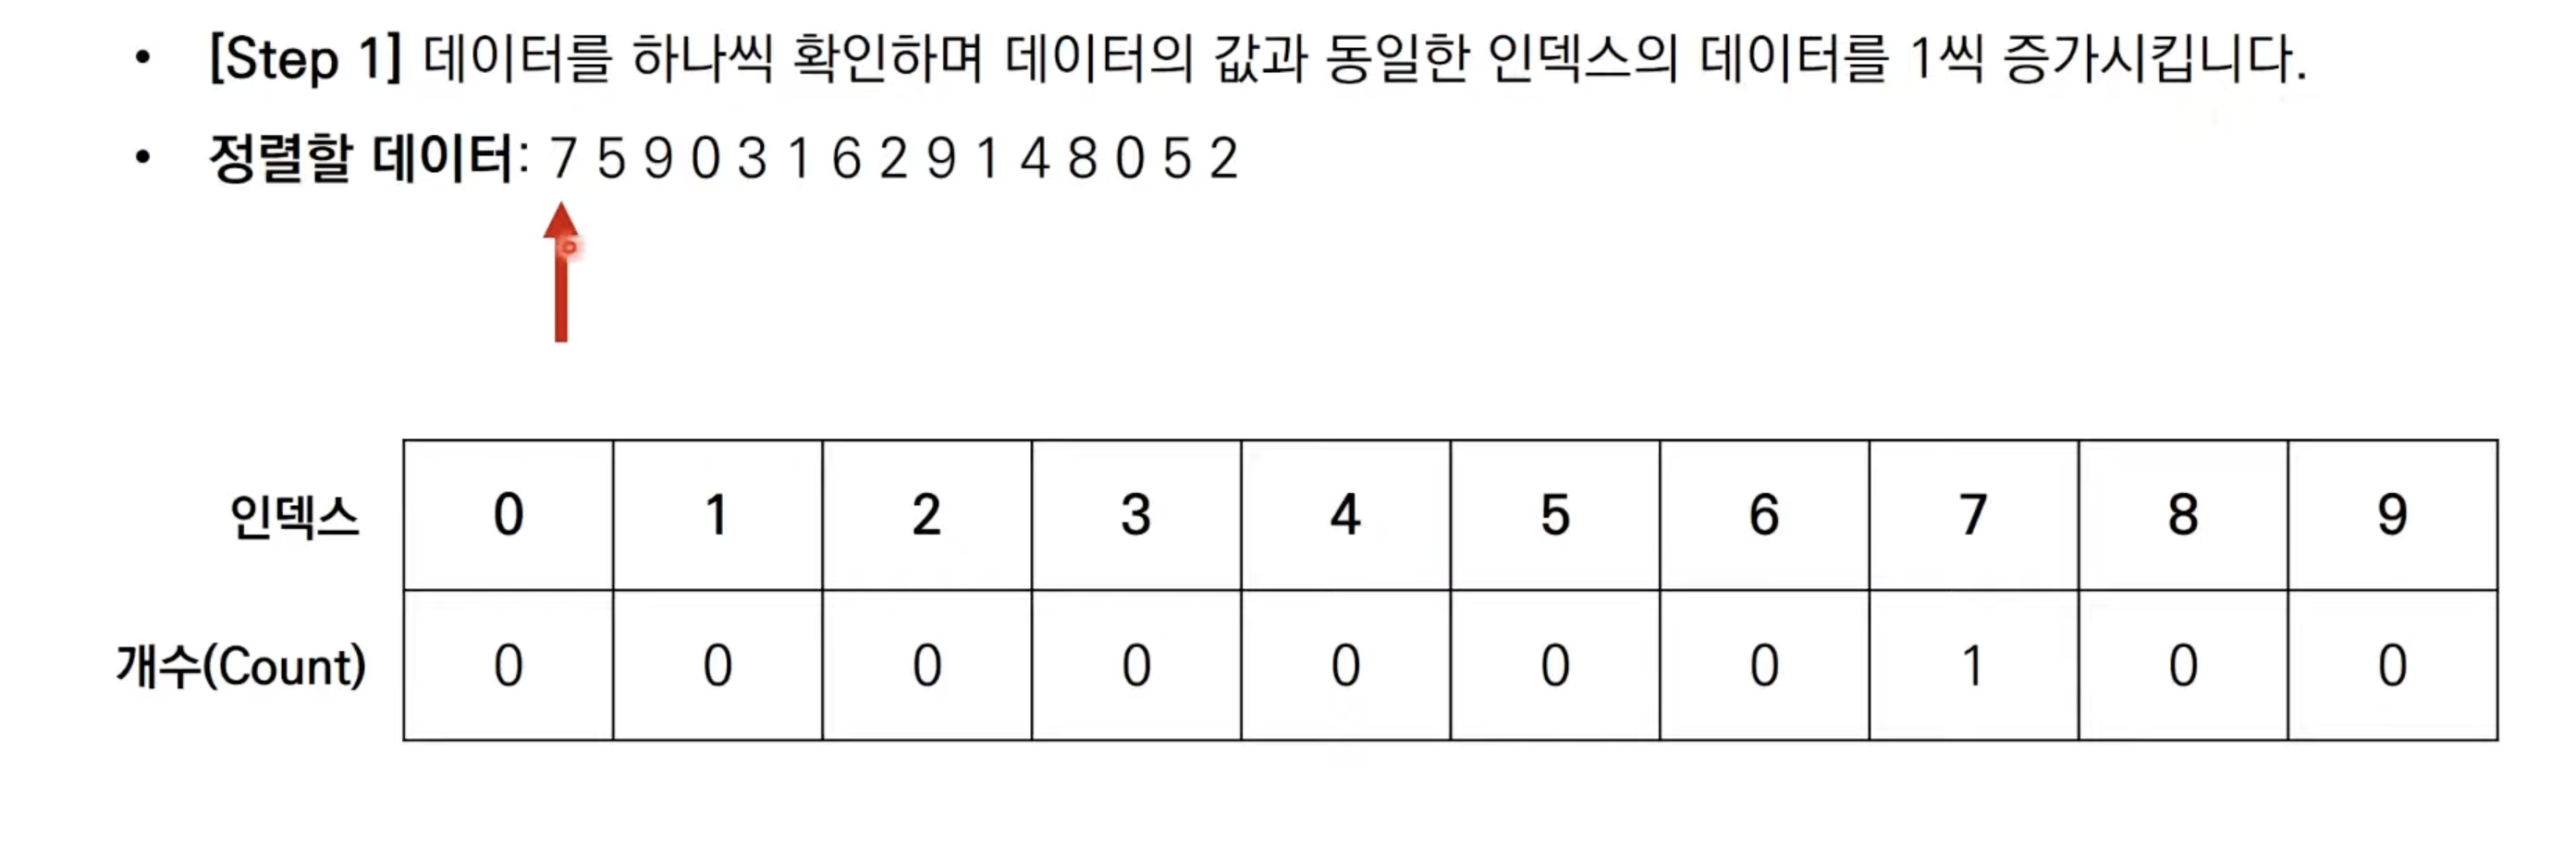 • [Step 1] 데이터를 하나씩 확인하며 데이터의 값과 동일한 인덱스의 데이터를 1씩 증가시킵니다.
• 정렬할 데이터: 7 5 9 0 3 1 6 2 9 1 4 8 0 5 2
인덱스 0 1 2 3 4 5 6 7 8 9
개수(Count) 0 0 0 0 0 0 0 1 0 0